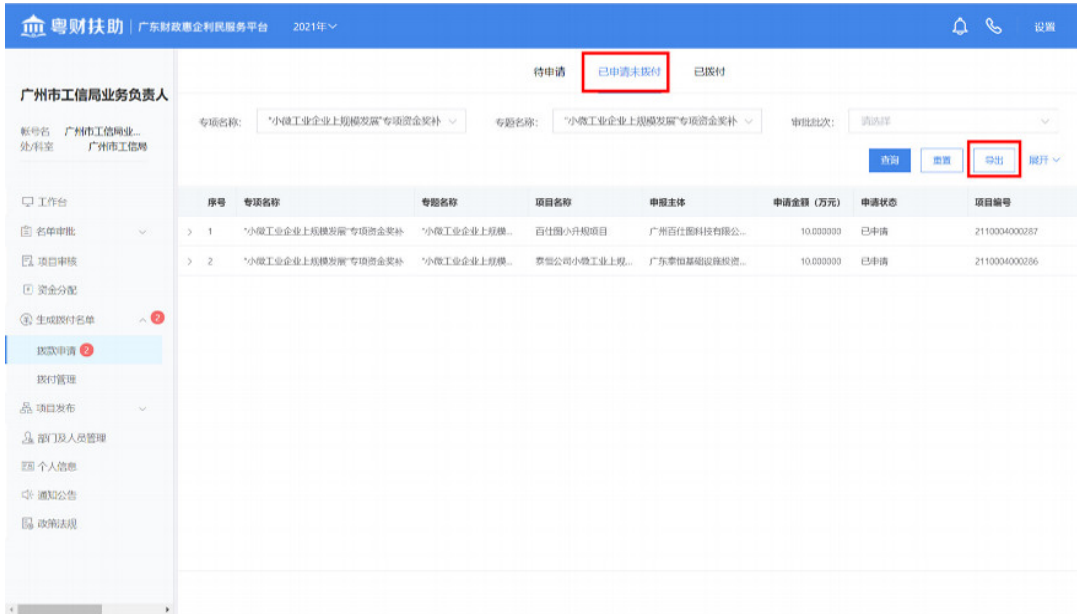 粤财扶助 广东财政惠企利民服务平台 2021年 设置
待申请 已申请未拨付 已拨付
广州市工信局业务负责人
帐号名 广州市工信局业...
处/科室 广州市工信局
专项名称: "小微工业企业上规模发展"专项资金奖补 专题名称: "小微工业企业上规模发展"专项资金奖补 审批批次: 请选择
查询 重置 导出 展开
序号 专项名称 专题名称 项目名称 申报主体 申请金额（万元） 申请状态 项目编号
1 "小微工业企业上规模发展"专项资金奖补 "小微工业企业上规模... 百仕图小升规项目 广州百仕图科技有限公... 10.000000 已申请 2110004000287
2 "小微工业企业上规模发展"专项资金奖补 "小微工业企业上规模... 泰恒公司小微工业上规... 广东泰恒基础设施投资... 10.000000 已申请 2110004000286
工作台
名单审批
项目审核
资金分配
生成拨付名单 2
拨款申请 2
拨付管理
项目发布
部门及人员管理
个人信息
通知公告
政策法规